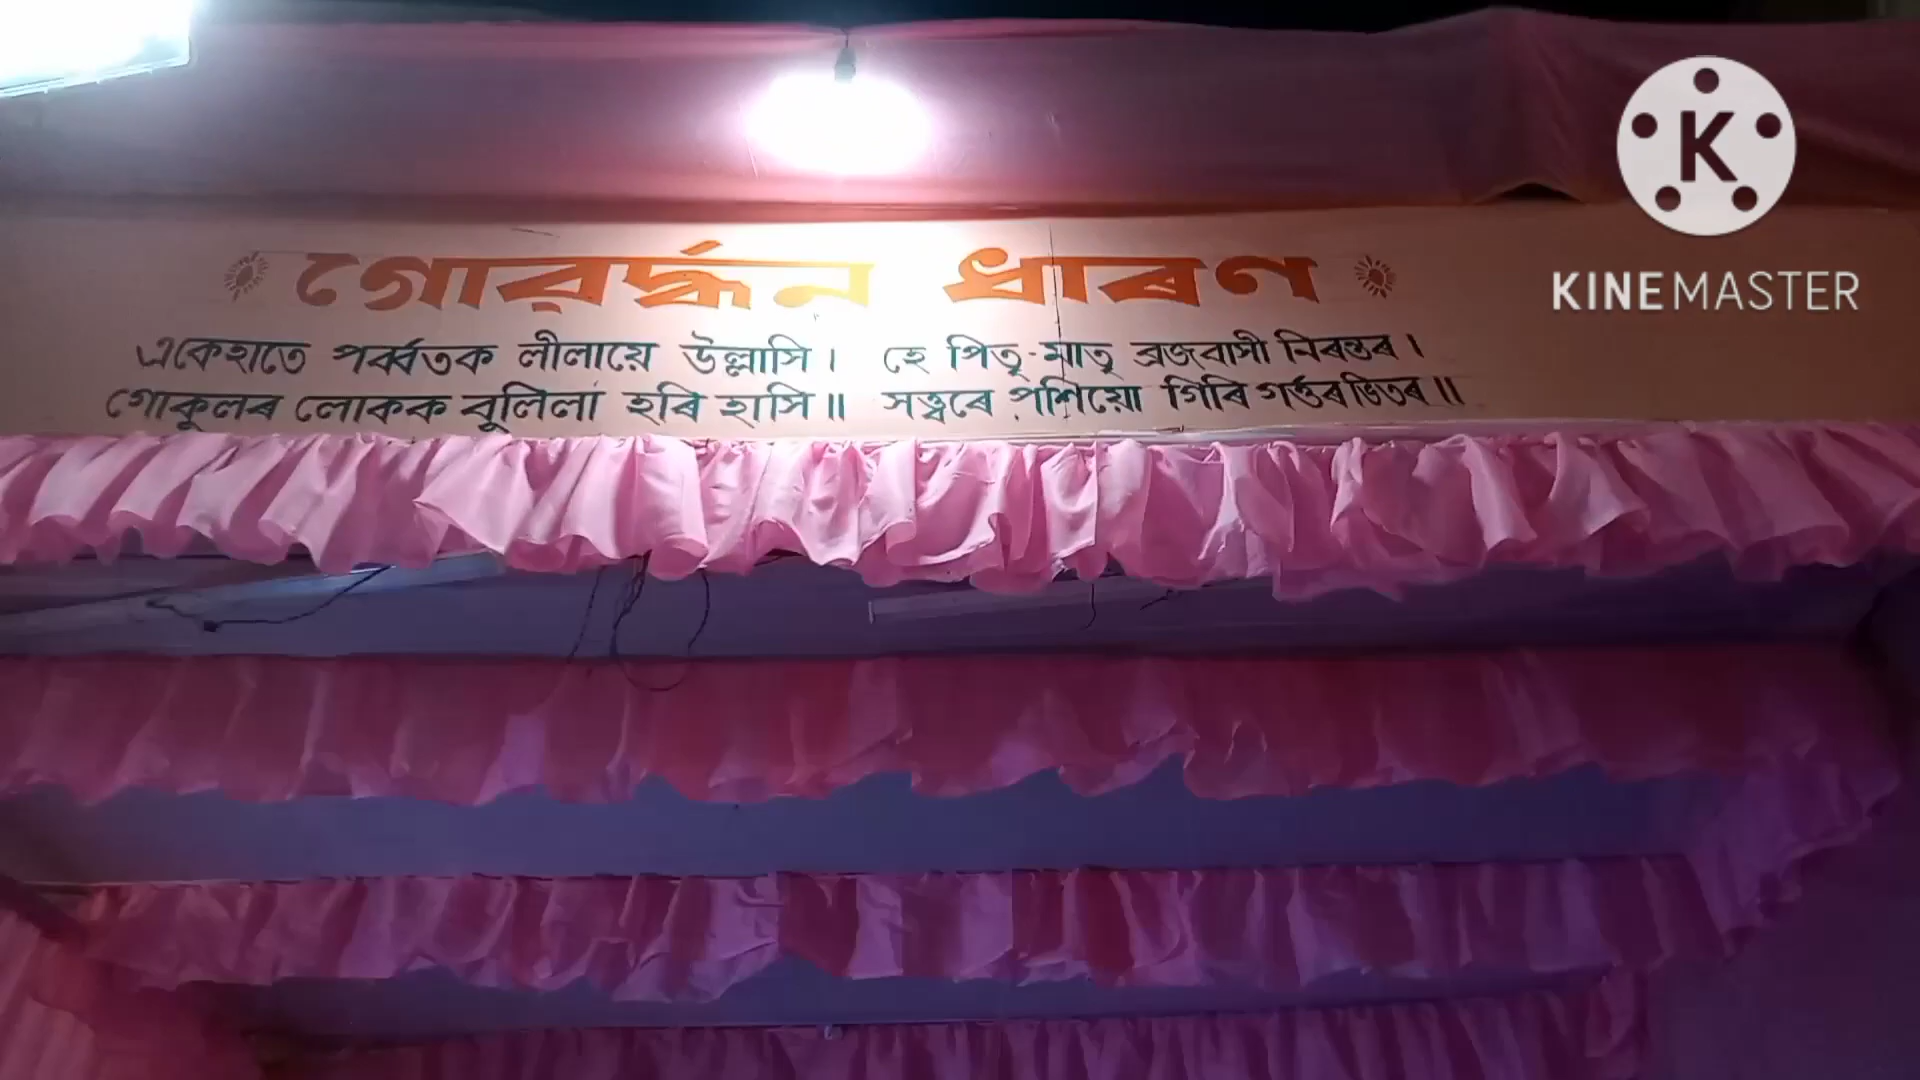 গোৱৰ্দ্ধন ধাৰণ
একেহাতে পৰ্ব্বতক লীলায়ে উল্লাসি। হে পিতৃ-মাতৃ ব্ৰজবাসী নিৰন্তৰ।
গোকুলৰ লোকক বুলিলা হৰি হাসি॥ সত্ত্বৰে পশিয়ো গিৰি গৰ্ত্তৰ ভিতৰ॥
K
KINEMASTER